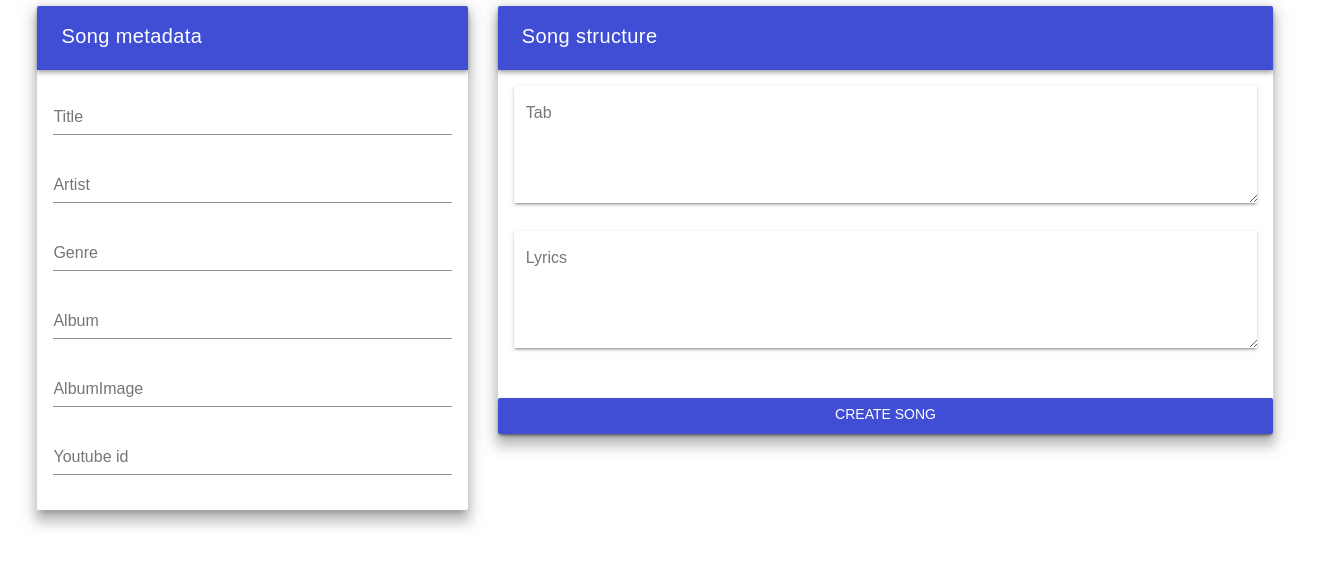 Song metadata
Title
Artist
Genre
Album
AlbumImage
Youtube id
Song structure
Tab
Lyrics
CREATE SONG